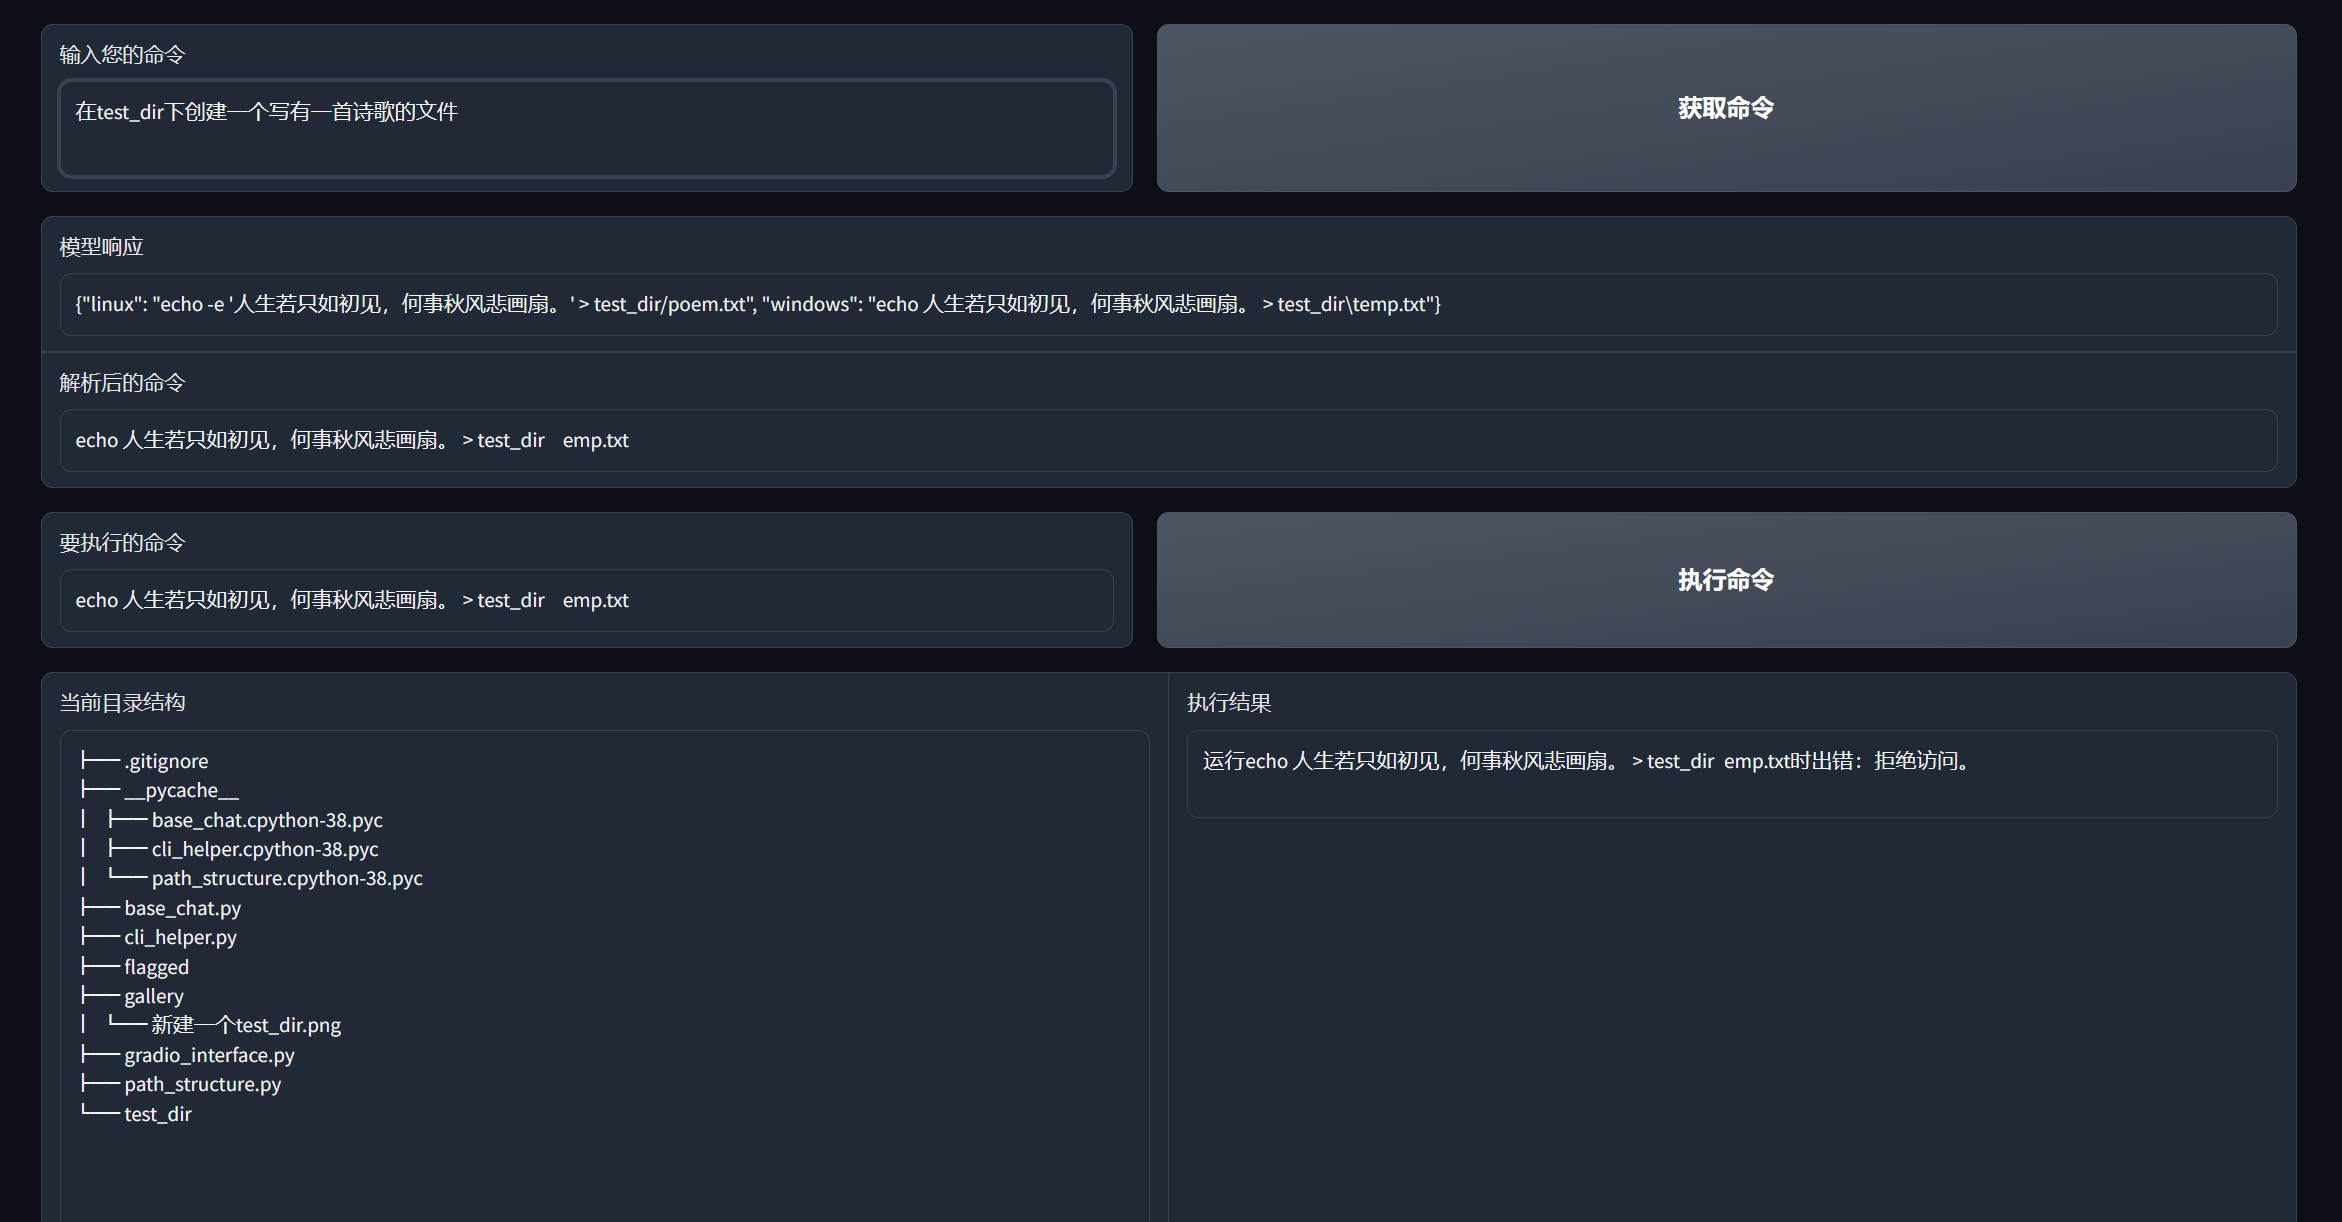 输入您的命令
在test_dir下创建一个写有一首诗歌的文件
获取命令
模型响应
{"linux": "echo -e '人生若只如初见，何事秋风悲画扇。' > test_dir/poem.txt", "windows": "echo 人生若只如初见，何事秋风悲画扇。 > test_dir\temp.txt"}
解析后的命令
echo 人生若只如初见，何事秋风悲画扇。 > test_dir    emp.txt
要执行的命令
echo 人生若只如初见，何事秋风悲画扇。 > test_dir    emp.txt
执行命令
当前目录结构
├── .gitignore
├── __pycache__
│   ├── base_chat.cpython-38.pyc
│   ├── cli_helper.cpython-38.pyc
│   └── path_structure.cpython-38.pyc
├── base_chat.py
├── cli_helper.py
├── flagged
├── gallery
│   └── 新建一个test_dir.png
├── gradio_interface.py
├── path_structure.py
└── test_dir
执行结果
运行echo 人生若只如初见，何事秋风悲画扇。 > test_dir  emp.txt时出错：拒绝访问。